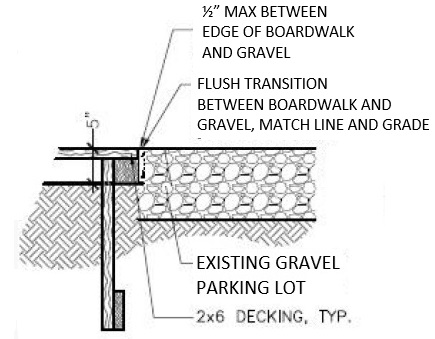 ½" MAX BETWEEN
EDGE OF BOARDWALK
AND GRAVEL
FLUSH TRANSITION
BETWEEN BOARDWALK AND
GRAVEL, MATCH LINE AND GRADE
5"
EXISTING GRAVEL
PARKING LOT
2x6 DECKING, TYP.